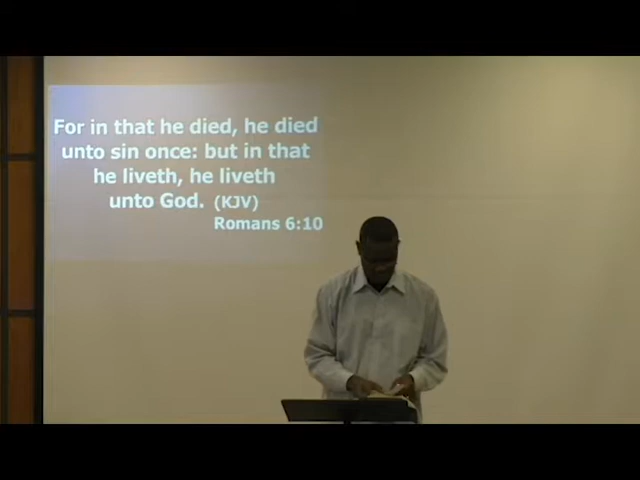 For in that he died, he died
unto sin once: but in that
he liveth, he liveth
unto God. (KJV)
Romans 6:10